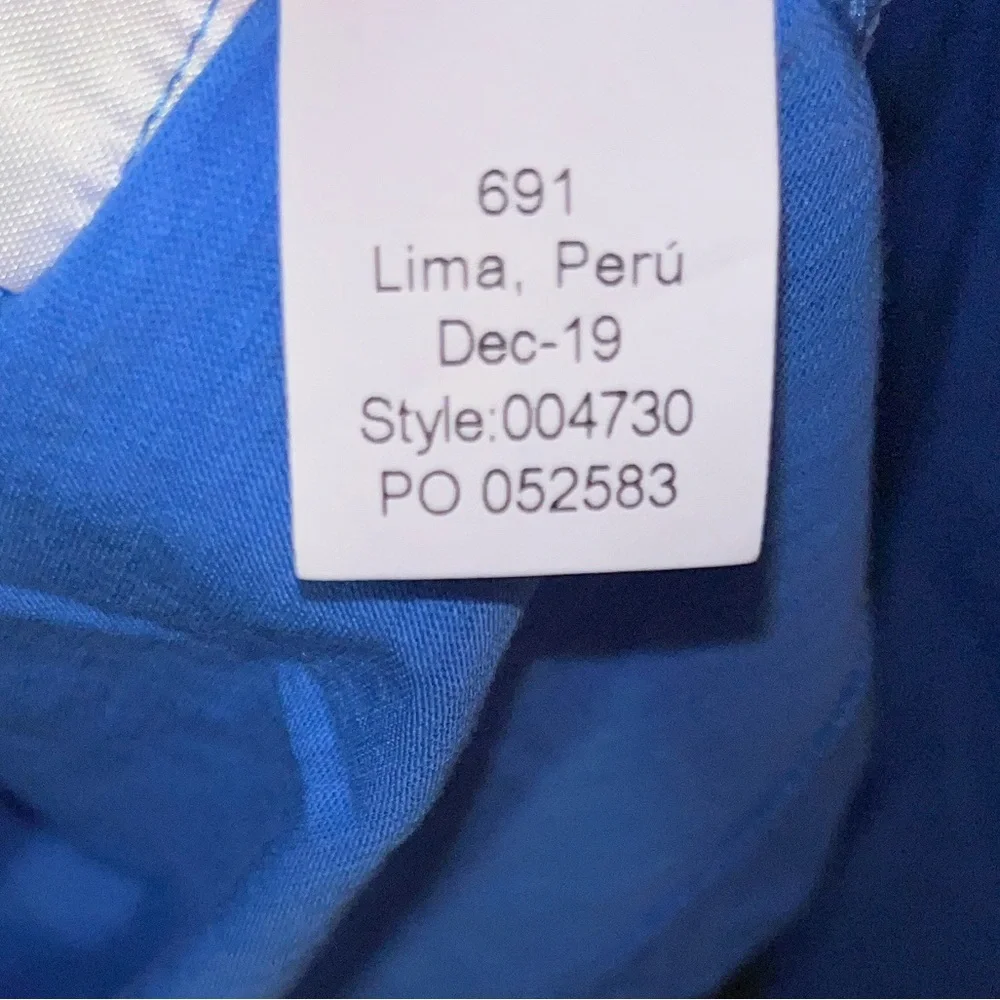 691
Lima, Perú
Dec-19
Style:004730
PO 052583